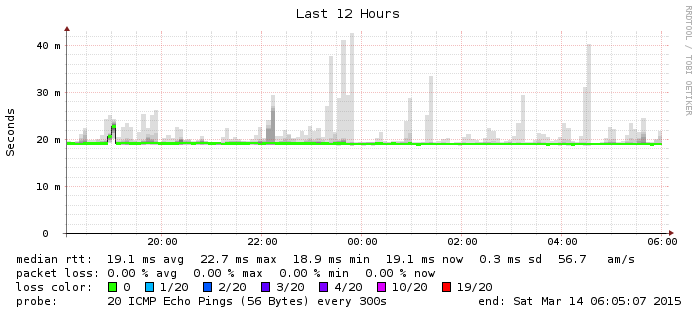 Last 12 Hours
RRDTOOL / TOBI OETIKER
Seconds
40 m
30 m
20 m
10 m
0
20:00 22:00 00:00 02:00 04:00 06:00
median rtt: 19.1 ms avg 22.7 ms max 18.9 ms min 19.1 ms now 0.3 ms sd 56.7 am/s
packet loss: 0.00 % avg 0.00 % max 0.00 % min 0.00 % now
loss color: 0 1/20 2/20 3/20 4/20 10/20 19/20
probe: 20 ICMP Echo Pings (56 Bytes) every 300s end: Sat Mar 14 06:05:07 2015